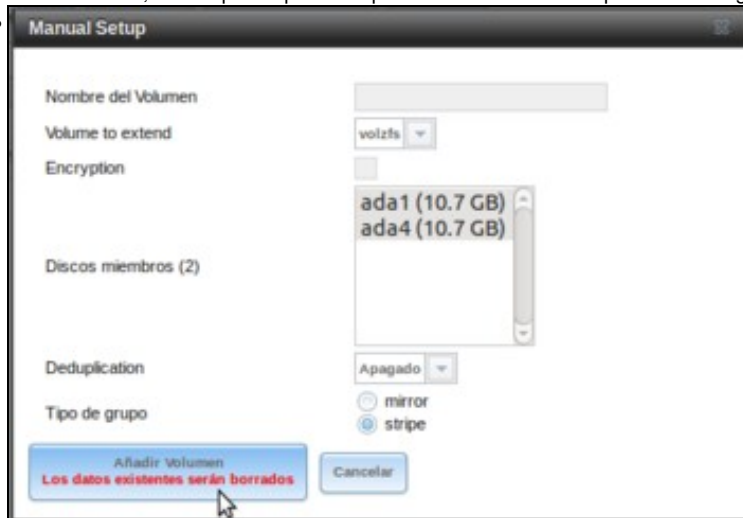 Manual Setup
Nombre del Volumen
Volume to extend
volzfs
Encryption
ada1 (10.7 GB)
ada4 (10.7 GB)
Discos miembros (2)
Deduplication
Apagado
Tipo de grupo
mirror
stripe
Añadir Volumen
Los datos existentes serán borrados
Cancelar